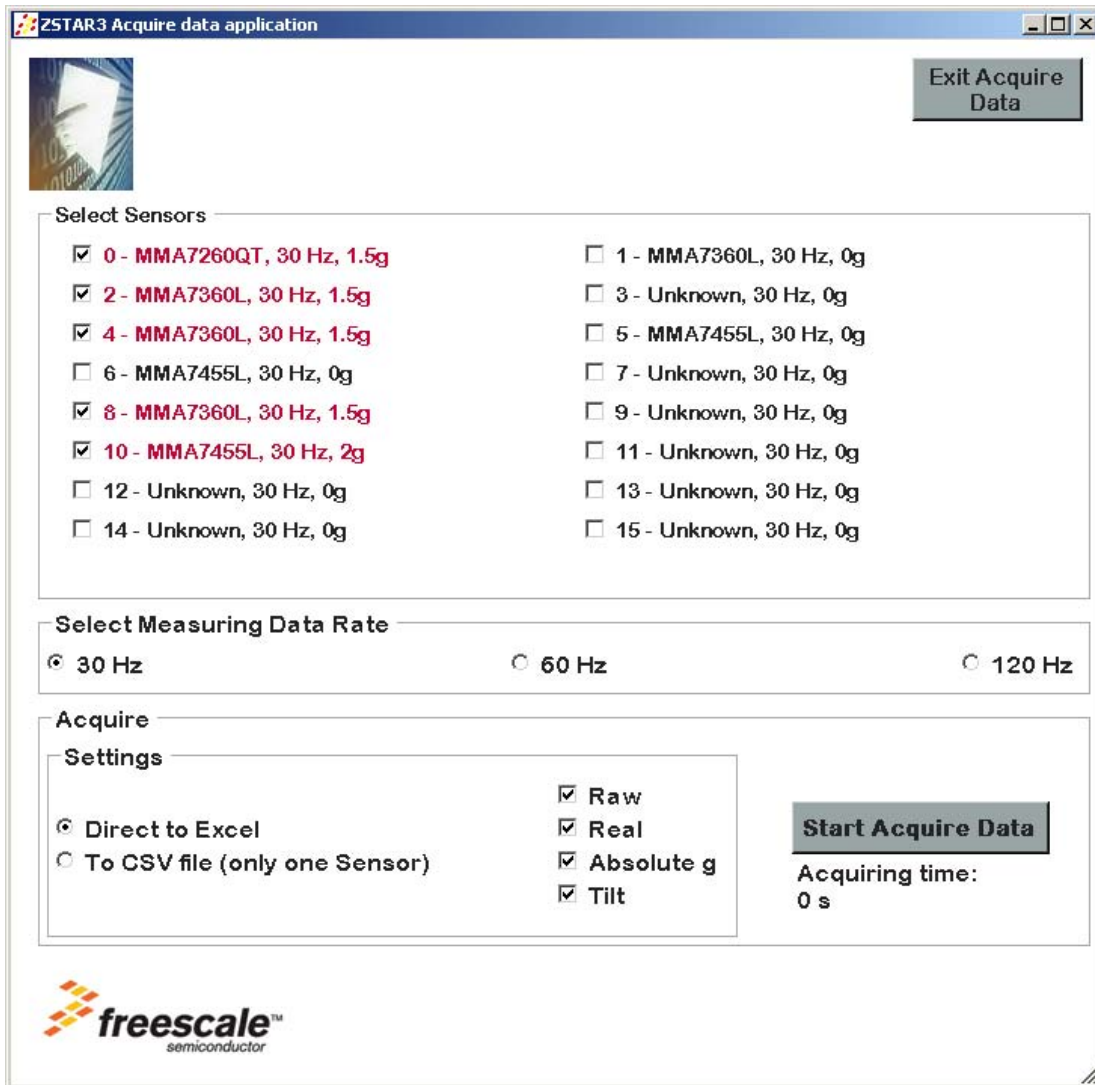 ZSTAR3 Acquire data application
Exit Acquire
Data
Select Sensors
0 - MMA7260QT, 30 Hz, 1.5g
1 - MMA7360L, 30 Hz, 0g
2 - MMA7360L, 30 Hz, 1.5g
3 - Unknown, 30 Hz, 0g
4 - MMA7360L, 30 Hz, 1.5g
5 - MMA7455L, 30 Hz, 0g
6 - MMA7455L, 30 Hz, 0g
7 - Unknown, 30 Hz, 0g
8 - MMA7360L, 30 Hz, 1.5g
9 - Unknown, 30 Hz, 0g
10 - MMA7455L, 30 Hz, 2g
11 - Unknown, 30 Hz, 0g
12 - Unknown, 30 Hz, 0g
13 - Unknown, 30 Hz, 0g
14 - Unknown, 30 Hz, 0g
15 - Unknown, 30 Hz, 0g
Select Measuring Data Rate
30 Hz
60 Hz
120 Hz
Acquire
Settings
Direct to Excel
To CSV file (only one Sensor)
Raw
Real
Absolute g
Tilt
Start Acquire Data
Acquiring time:
0 s
freescale™
semiconductor